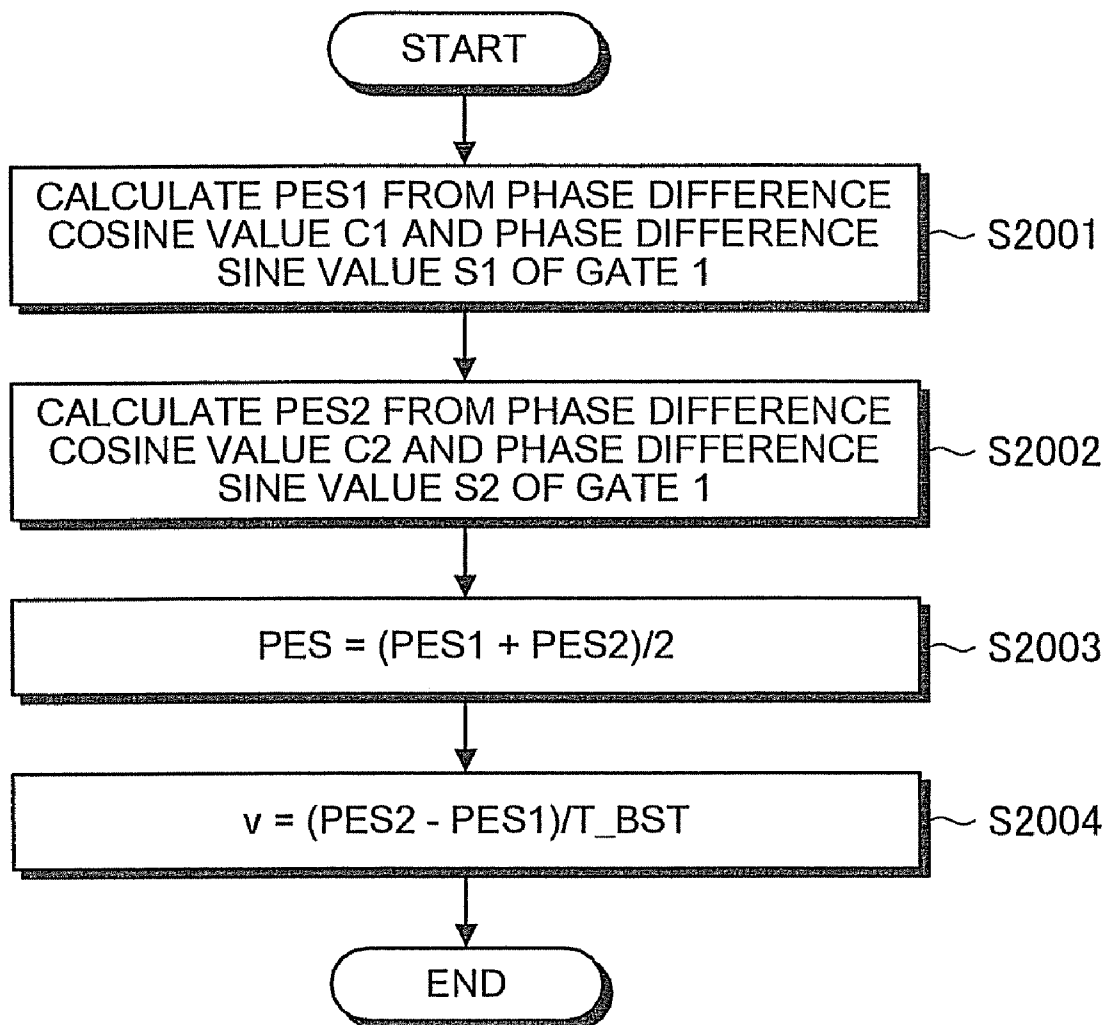 START
CALCULATE PES1 FROM PHASE DIFFERENCE
COSINE VALUE C1 AND PHASE DIFFERENCE
SINE VALUE S1 OF GATE 1
S2001
CALCULATE PES2 FROM PHASE DIFFERENCE
COSINE VALUE C2 AND PHASE DIFFERENCE
SINE VALUE S2 OF GATE 1
S2002
PES = (PES1 + PES2)/2
S2003
v = (PES2 - PES1)/T_BST
S2004
END